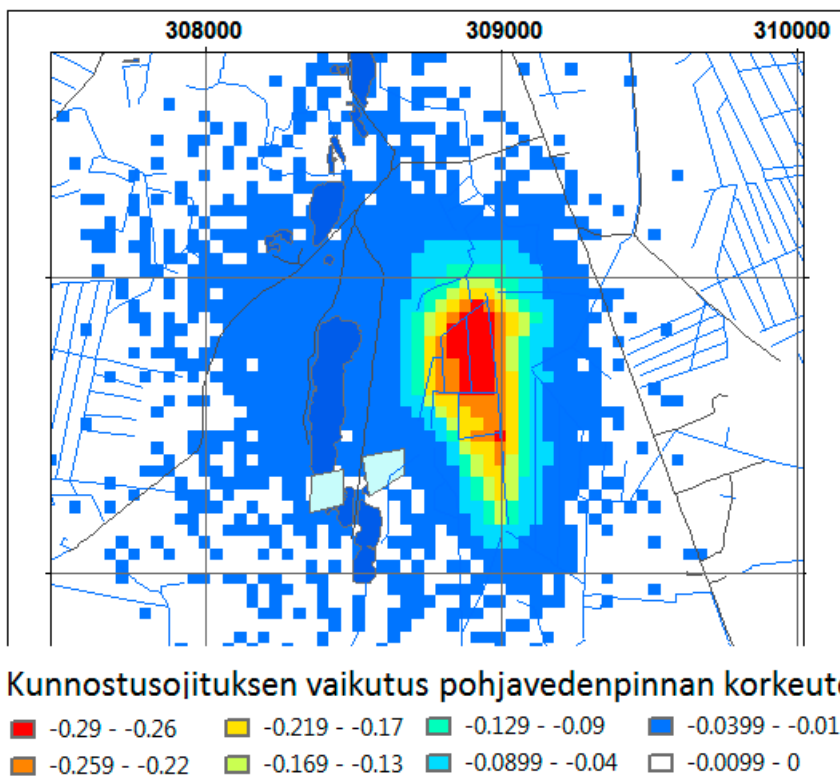 308000 309000 310000
Kunnostusojituksen vaikutus pohjavedenpinnan
-0.29 - -0.26 -0.219 - -0.17 -0.129 - -0.09 -0.0399 - -0.01
-0.259 - -0.22 -0.169 - -0.13 -0.0899 - -0.04 -0.0099 - 0